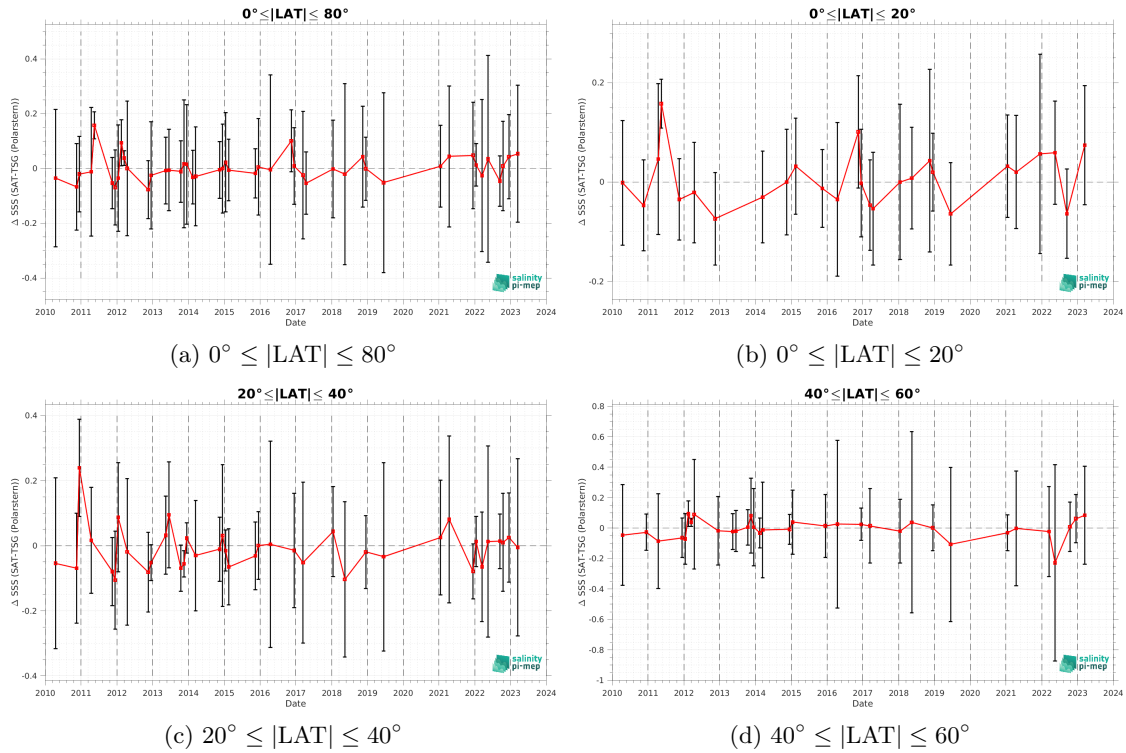 0°≤|LAT|≤ 80°
Δ SSS (SAT-TSG (Polarstern))
0.4
0.2
0
-0.2
-0.4
2010 2011 2012 2013 2014 2015 2016 2017 2018 2019 2020 2021 2022 2023 2024
Date
salinity
pi-mep
(a) 0° ≤ |LAT| ≤ 80°
0°≤|LAT|≤ 20°
Δ SSS (SAT-TSG (Polarstern))
0.2
0
-0.2
2010 2011 2012 2013 2014 2015 2016 2017 2018 2019 2020 2021 2022 2023 2024
Date
salinity
pi-mep
(b) 0° ≤ |LAT| ≤ 20°
20°≤|LAT|≤ 40°
Δ SSS (SAT-TSG (Polarstern))
0.4
0.2
0
-0.2
-0.4
2010 2011 2012 2013 2014 2015 2016 2017 2018 2019 2020 2021 2022 2023 2024
Date
salinity
pi-mep
(c) 20° ≤ |LAT| ≤ 40°
40°≤|LAT|≤ 60°
Δ SSS (SAT-TSG (Polarstern))
0.8
0.6
0.4
0.2
0
-0.2
-0.4
-0.6
-0.8
-1
2010 2011 2012 2013 2014 2015 2016 2017 2018 2019 2020 2021 2022 2023 2024
Date
salinity
pi-mep
(d) 40° ≤ |LAT| ≤ 60°